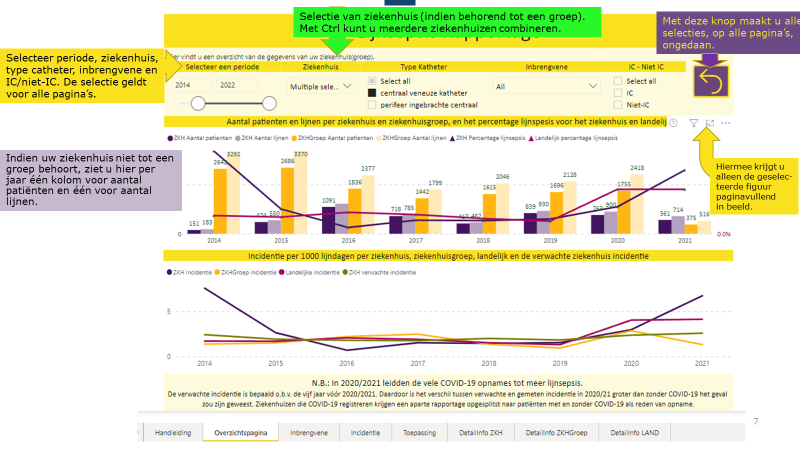 Selectie van ziekenhuis (indien behorend tot een groep).
Met Ctrl kunt u meerdere ziekenhuizen combineren.
Met deze knop maakt u alle
selecties, op alle pagina's,
ongedaan.
Selecteer periode, ziekenhuis,
type catheter, inbrengvene en
IC/niet-IC. De selectie geldt
voor alle pagina's.
vindt u een overzicht van de gegevens van uw ziekenhuis(groep).
Selecteer een periode
Ziekenhuis
Type Katheter
Inbrengvene
IC - Niet IC
2014
2022
Multiple sele...
Select all
centraal veneuze katheter
perifeer ingebrachte centraal
All
Select all
IC
Niet-IC
Aantal patienten en lijnen per ziekenhuis en ziekenhuisgroep, en het percentage lijnspesis voor het ziekenhuis en landelij
ZKH Aantal patienten ZKH Aantal lijnen ZKHGroep Aantal patienten ZKHGroep Aantal lijnen ZKH Percentage lijnsepsis Landelijk percentage lijnsepsis
Indien uw ziekenhuis niet tot een
groep behoort, ziet u hier per
jaar één kolom voor aantal
patiënten en één voor aantal
lijnen.
Hiermee krijgt u
alleen de geselec-
teerde figuur
paginavullend
in beeld.
3292
2686
3370
1091
1836
2377
718
785
1442
1799
1615
2046
839
930
1696
2128
900
1755
2418
561
714
375
516
151
183
550
462
0
0.0%
2014 2015 2016 2017 2018 2019 2020 2021
Incidentie per 1000 lijndagen per ziekenhuis, ziekenhuisgroep, landelijk en de verwachte ziekenhuis incidentie
ZKH Incidentie ZKHGroep Incidentie Landelijke incidentie ZKH verwachte incidentie
5
0
2014 2015 2016 2017 2018 2019 2020 2021
N.B.: In 2020/2021 leidden de vele COVID-19 opnames tot meer lijnsepsis.
De verwachte incidentie is bepaald o.b.v. de vijf jaar vóór 2020/2021. Daardoor is het verschil tussen verwachte en gemeten incidentie in 2020/21 groter dan zonder COVID-19 het geval
zou zijn geweest. Ziekenhuizen die COVID-19 registreren krijgen een aparte rapportage opgesplitst naar patienten met en zonder COVID-19 als reden van opname.
7
Handleiding Overzichtspagina Inbrengvene Incidentie Toepassing DetailInfo ZKH DetailInfo ZKHGroep DetailInfo LAND